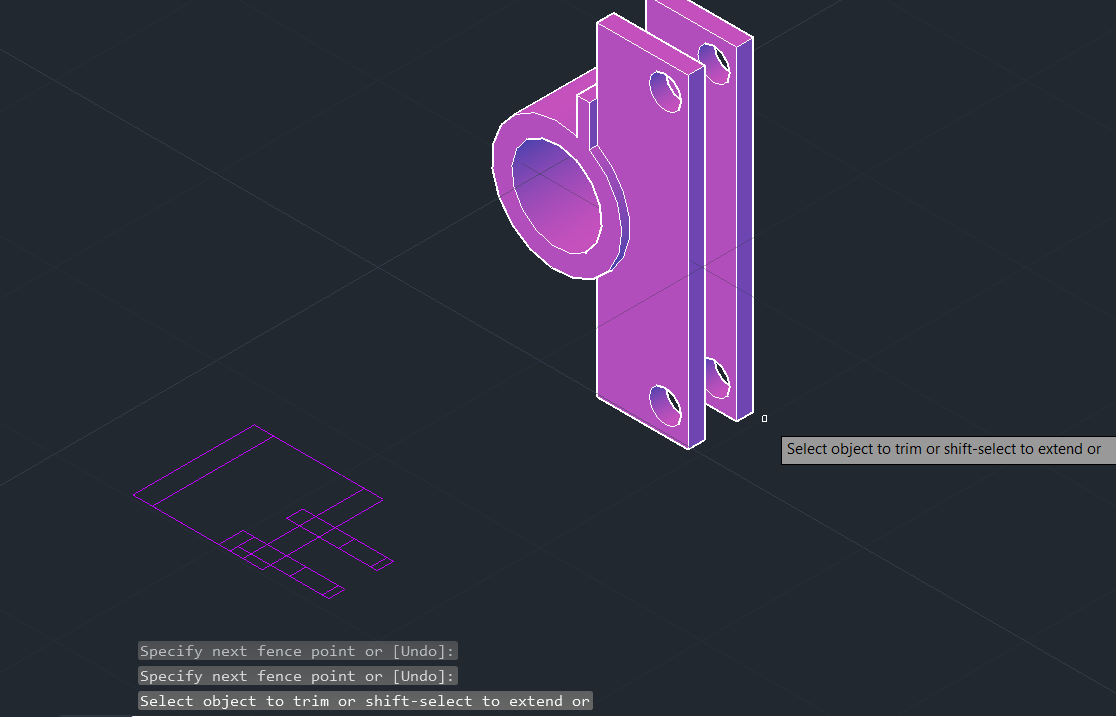 Select object to trim or shift-select to extend or
Specify next fence point or [Undo]:
Specify next fence point or [Undo]:
Select object to trim or shift-select to extend or